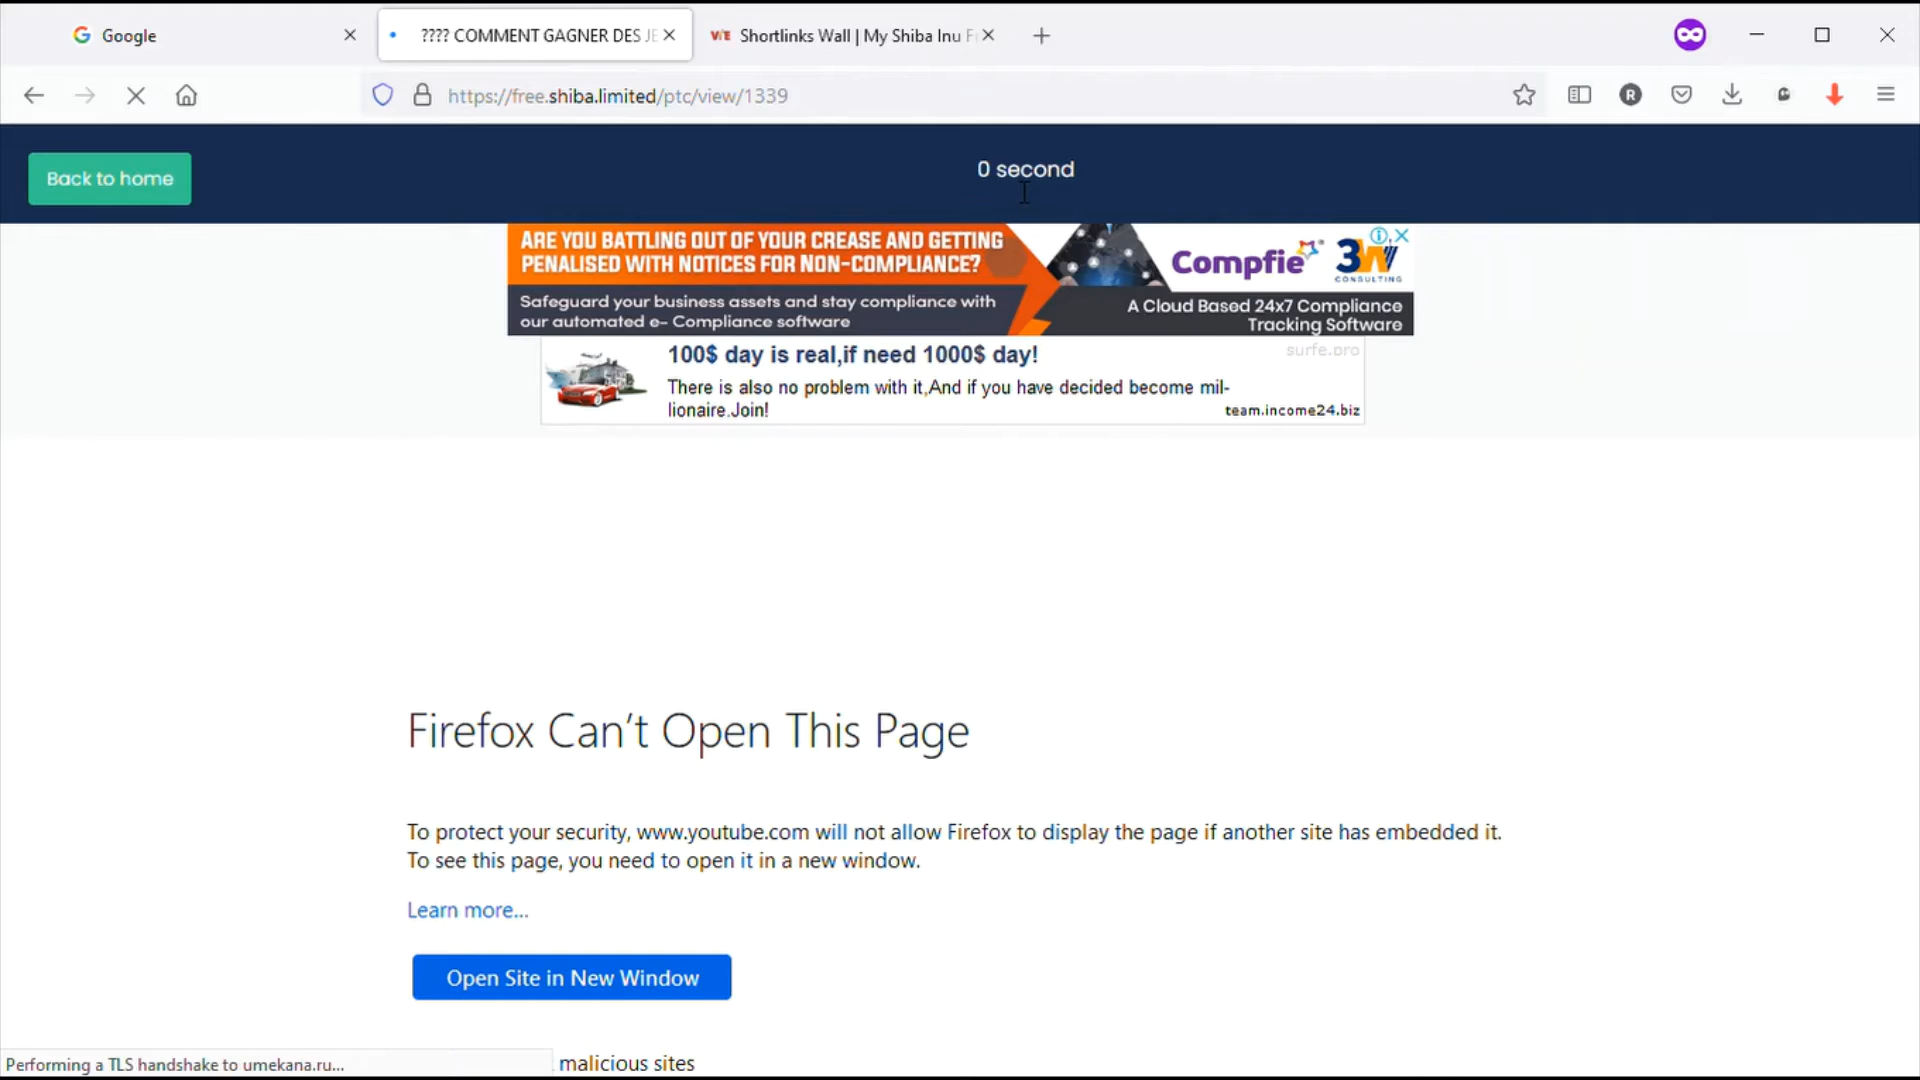 Google
???? COMMENT GAGNER DES JE
Shortlinks Wall | My Shiba Inu F
https://free.shiba.limited/ptc/view/1339
Back to home
0 second
ARE YOU BATTLING OUT OF YOUR CREASE AND GETTING
PENALISED WITH NOTICES FOR NON-COMPLIANCE?
Safeguard your business assets and stay compliance with
our automated e- Compliance software
Compfie
3W
CONSULTING
A Cloud Based 24x7 Compliance
Tracking Software
100$ day is real,if need 1000$ day!
surfe.pro
There is also no problem with it,And if you have decided become mil-
lionaire.Join!
team.income24.biz
Firefox Can’t Open This Page
To protect your security, www.youtube.com will not allow Firefox to display the page if another site has embedded it.
To see this page, you need to open it in a new window.
Learn more...
Open Site in New Window
Performing a TLS handshake to umekana.ru...
malicious sites